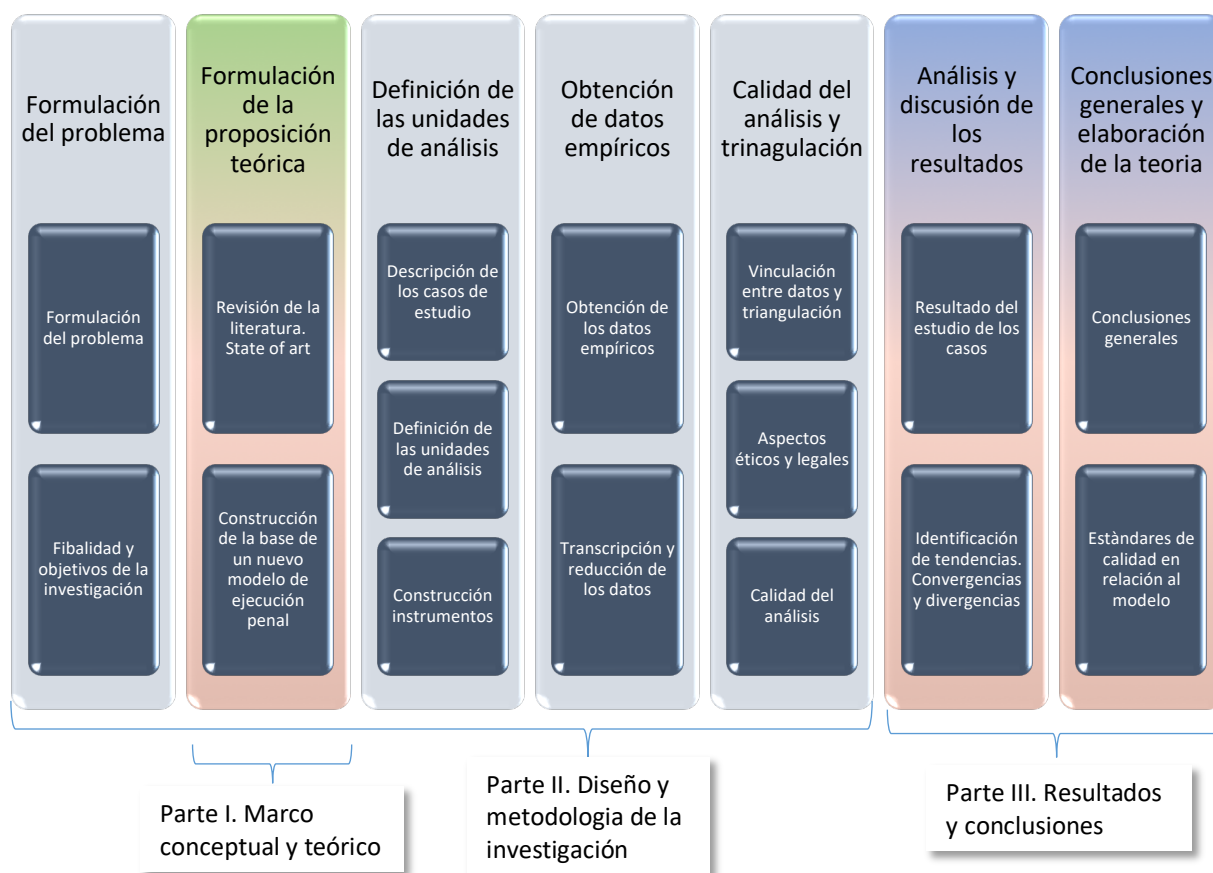 Formulación
del problema
Formulación
del problema
Fibalidad y
objetivos de la
investigación
Formulación
de la
proposición
teórica
Revisión de la
literatura.
State of art
Construcción
de la base de
un nuevo
modelo de
ejecución
penal
Definición de
las unidades
de análisis
Descripción de
los casos de
estudio
Definición de
las unidades
de análisis
Construcción
instrumentos
Obtención
de datos
empíricos
Obtención de
los datos
empíricos
Transcripción y
reducción de
los datos
Calidad del
análisis y
trinagulación
Vinculación
entre datos y
triangulación
Aspectos
éticos y legales
Calidad del
análisis
Análisis y
discusión de
los
resultados
Resultado del
estudio de los
casos
Identificación
de tendencias.
Convergencias
y divergencias
Conclusiones
generales y
elaboración
de la teoria
Conclusiones
generales
Estàndares de
calidad en
relación al
modelo
Parte I. Marco
conceptual y teórico
Parte II. Diseño y
metodologia de la
investigación
Parte III. Resultados
y conclusiones